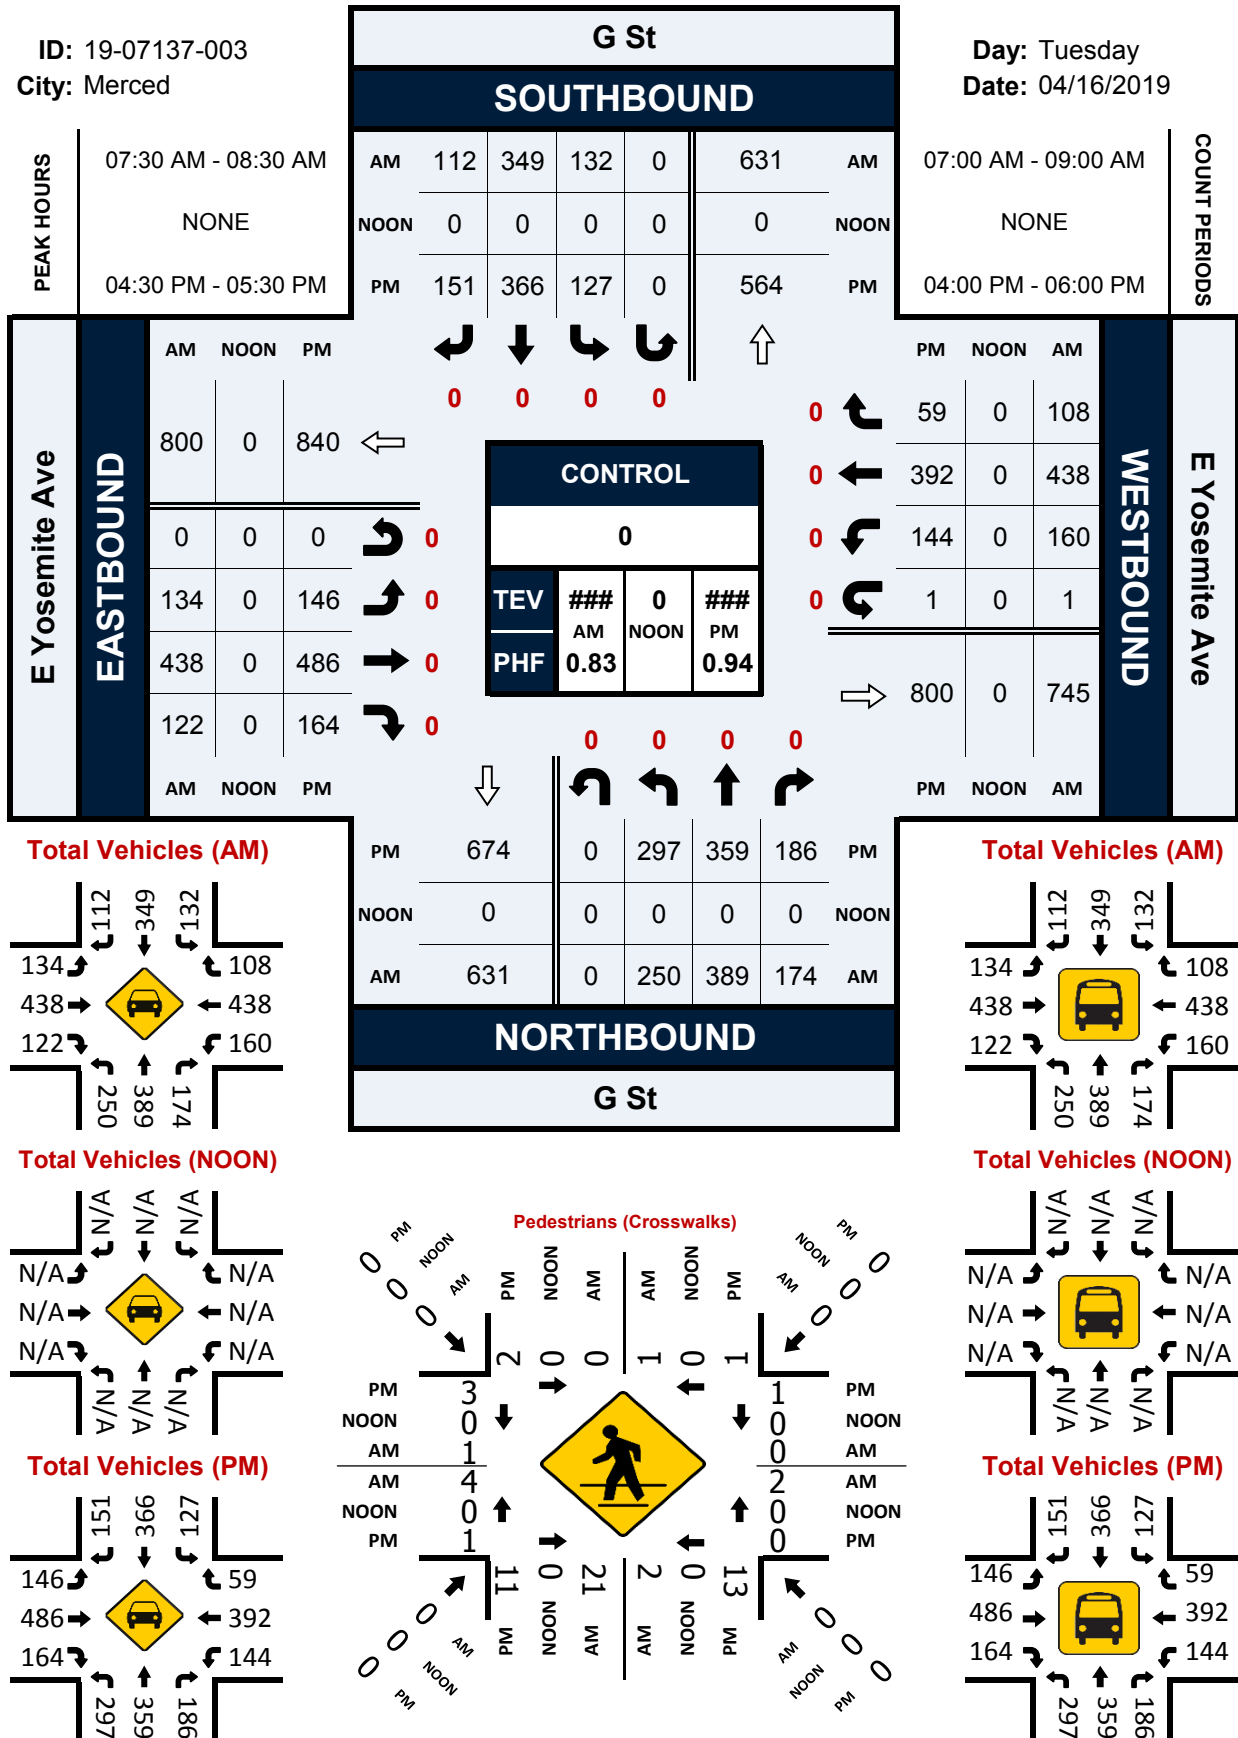 G St
ID: 19-07137-003
Day: Tuesday
City: Merced
Date: 04/16/2019
SOUTHBOUND
PEAK HOURS
07:30 AM - 08:30 AM
NONE
04:30 PM - 05:30 PM
AM 112 349 132 0 631 AM
NOON 0 0 0 0 0 NOON
PM 151 366 127 0 564 PM
07:00 AM - 09:00 AM
NONE
04:00 PM - 06:00 PM
COUNT PERIODS
0 0 0 0
E Yosemite Ave
EASTBOUND
AM NOON PM
800 0 840
0 0 0 0
134 0 146 0
438 0 486 0
122 0 164 0
AM NOON PM
CONTROL
0
TEV ### 0 ###
AM NOON PM
PHF 0.83 0.94
PM NOON AM
0 59 0 108
0 392 0 438
0 144 0 160
0 1 0 1
800 0 745
PM NOON AM
WESTBOUND
E Yosemite Ave
0 0 0 0
PM 674 0 297 359 186 PM
NOON 0 0 0 0 0 NOON
AM 631 0 250 389 174 AM
NORTHBOUND
G St
Total Vehicles (AM)
112 349 132
134 108
438 438
122 160
250 389 174
Total Vehicles (AM)
112 349 132
134 108
438 438
122 160
250 389 174
Total Vehicles (NOON)
N/A N/A N/A
N/A N/A
N/A N/A
N/A N/A
N/A N/A N/A
Total Vehicles (NOON)
N/A N/A N/A
N/A N/A
N/A N/A
N/A N/A
N/A N/A N/A
Total Vehicles (PM)
151 366 127
146 59
486 392
164 144
297 359 186
Total Vehicles (PM)
151 366 127
146 59
486 392
164 144
297 359 186
Pedestrians (Crosswalks)
PM NOON AM
0 0 0
PM NOON AM AM NOON PM
2 0 0 1 0 1
PM NOON AM
0 0 0
PM 3 1 PM
NOON 0 0 NOON
AM 1 0 AM
AM 4 2 AM
NOON 0 0 NOON
PM 1 0 PM
11 0 21 2 0 13
PM NOON AM AM NOON PM
0 0 0
AM NOON PM
0 0 0
AM NOON PM